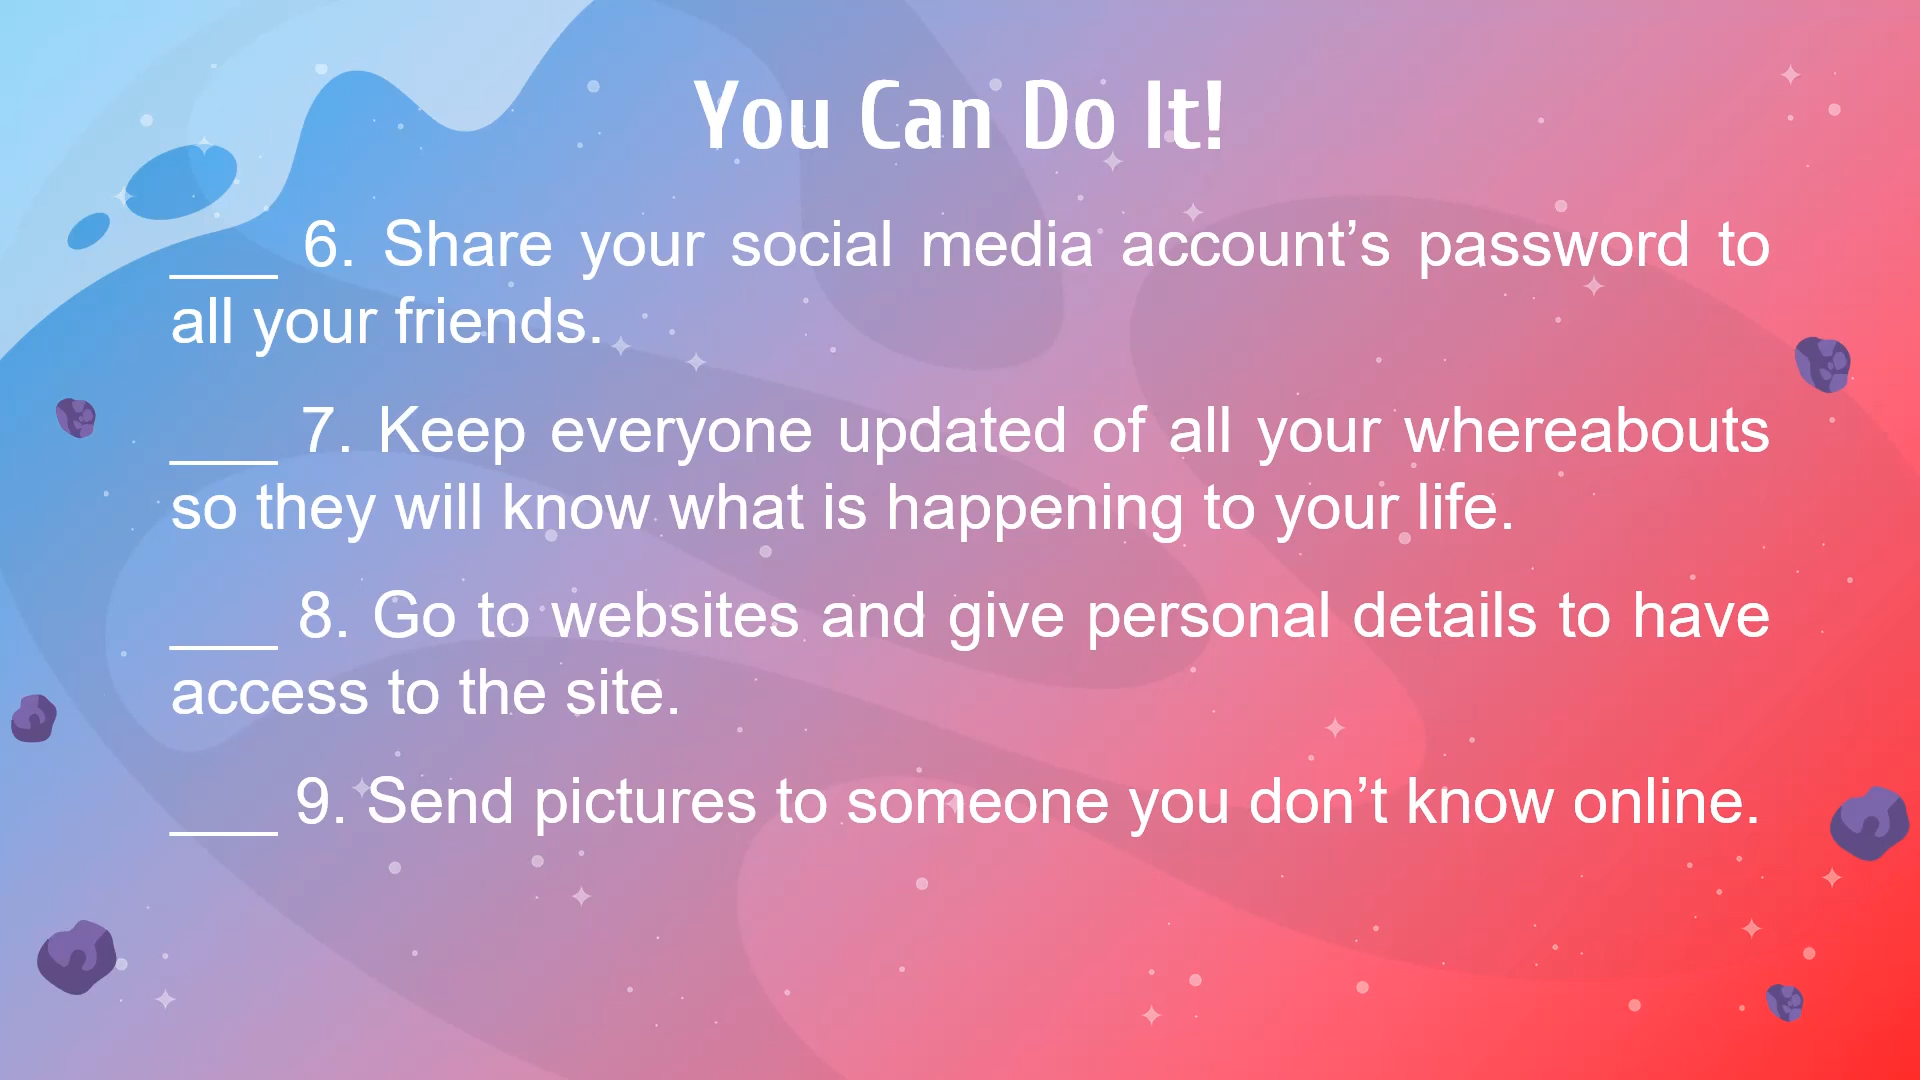 You Can Do It!
___ 6. Share your social media account’s password to
all your friends.
___ 7. Keep everyone updated of all your whereabouts
so they will know what is happening to your life.
___ 8. Go to websites and give personal details to have
access to the site.
___ 9. Send pictures to someone you don’t know online.